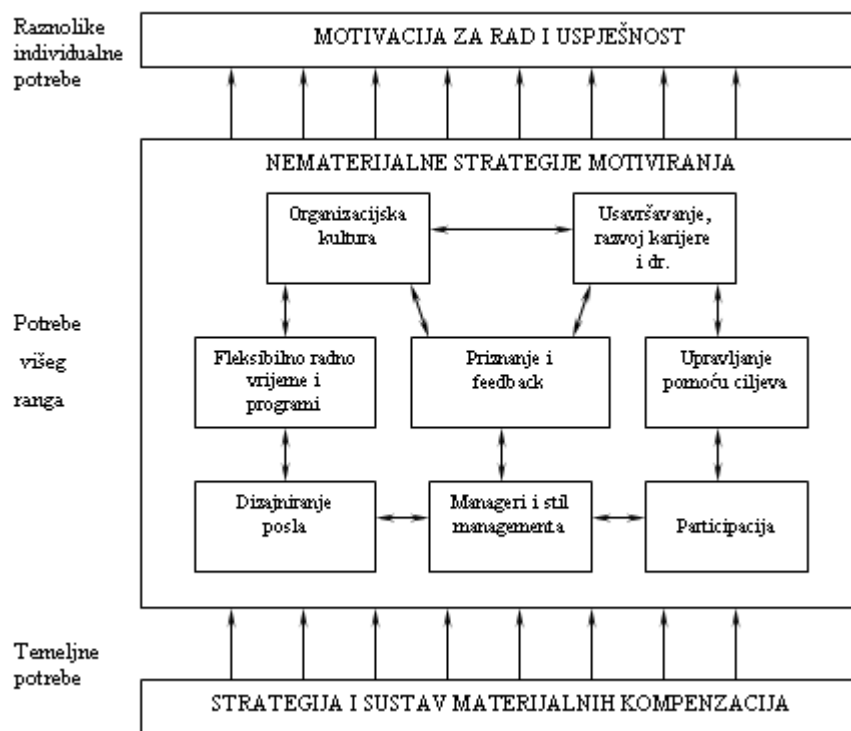 Raznolike
individualne
potrebe
MOTIVACIJA ZA RAD I USPJEŠNOST
NEMATERIJALNE STRATEGIJE MOTIVIRANJA
Organizacijska
kultura
Usavršavanje,
razvoj karijere
i dr.
Potrebe
višeg
ranga
Fleksibilno radno
vrijeme i
programi
Priznanje i
feedback
Upravljanje
pomoću ciljeva
Dizajniranje
posla
Manageri i stil
managementa
Participacija
Temeljne
potrebe
STRATEGIJA I SUSTAV MATERIJALNIH KOMPENZACIJA